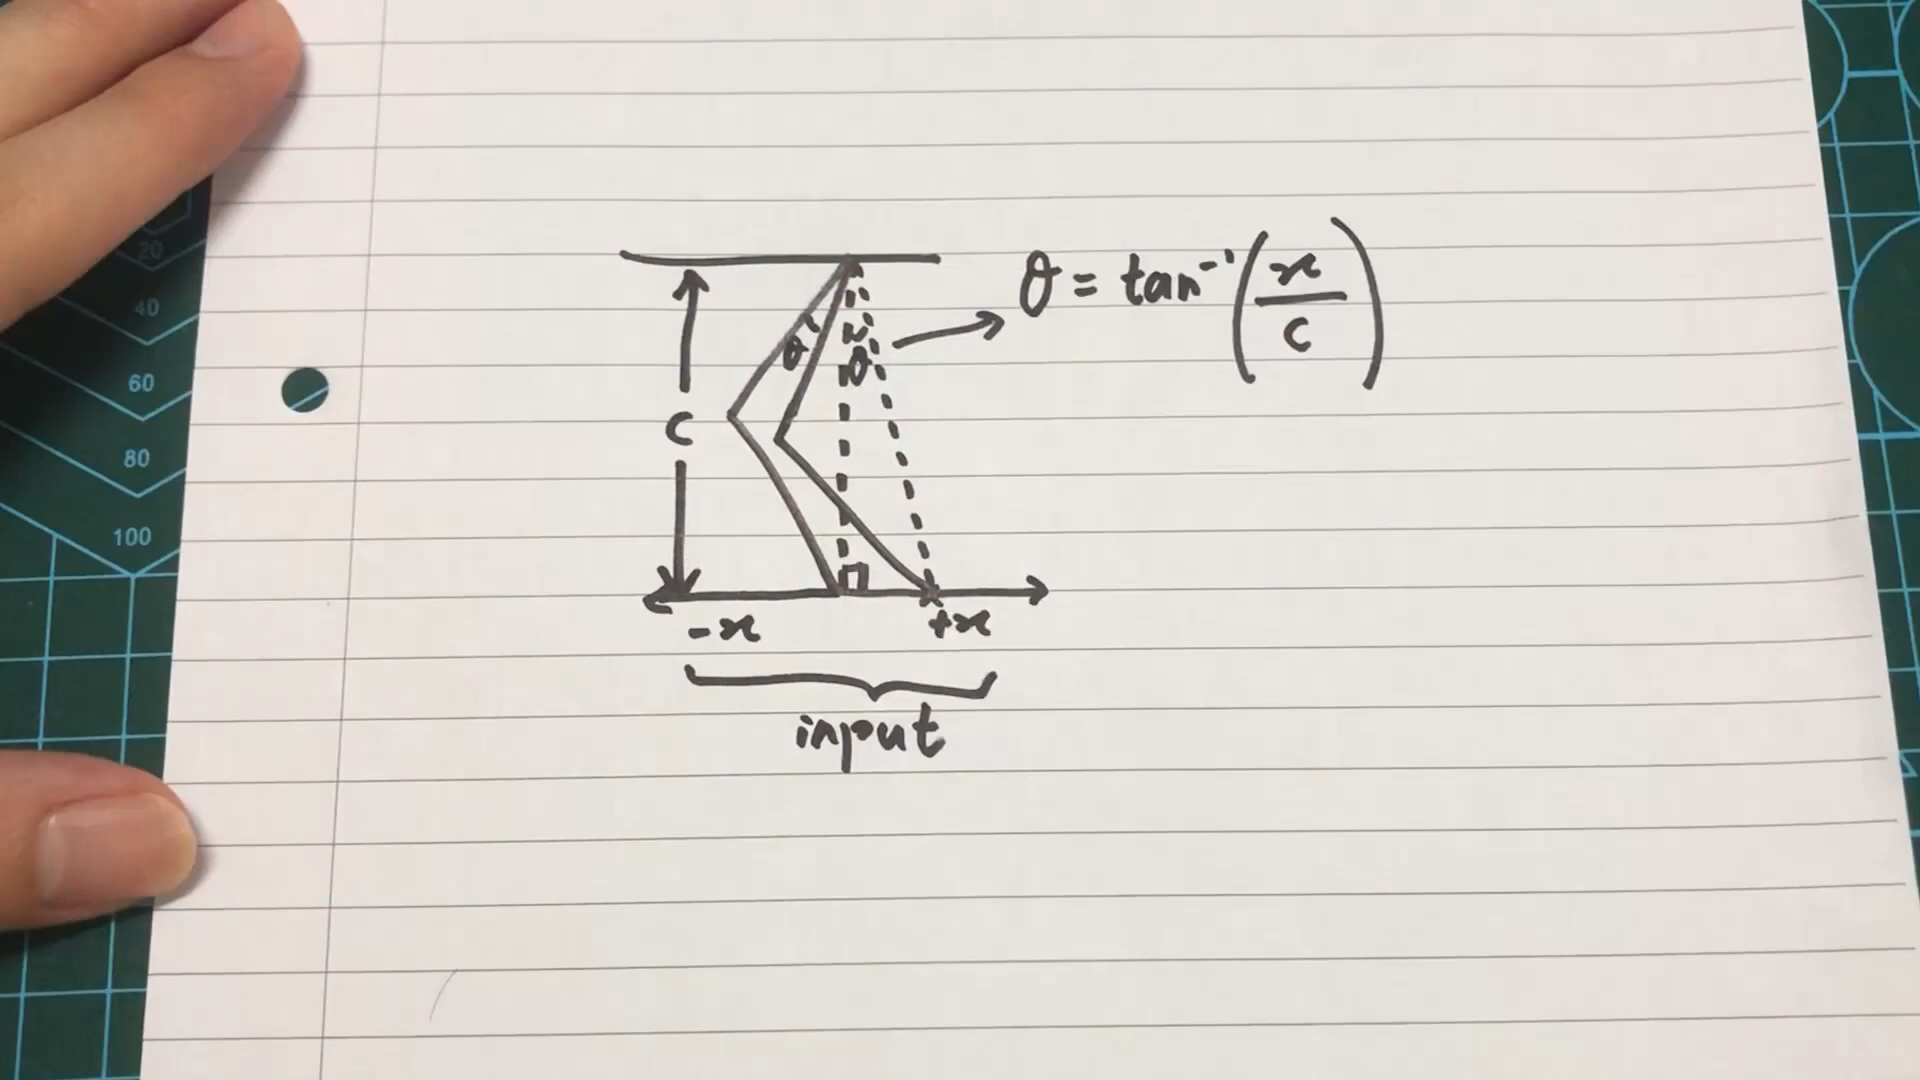 θ = tan⁻¹(x/c)
θ
θ
c
-x
+x
input
20
40
60
80
100